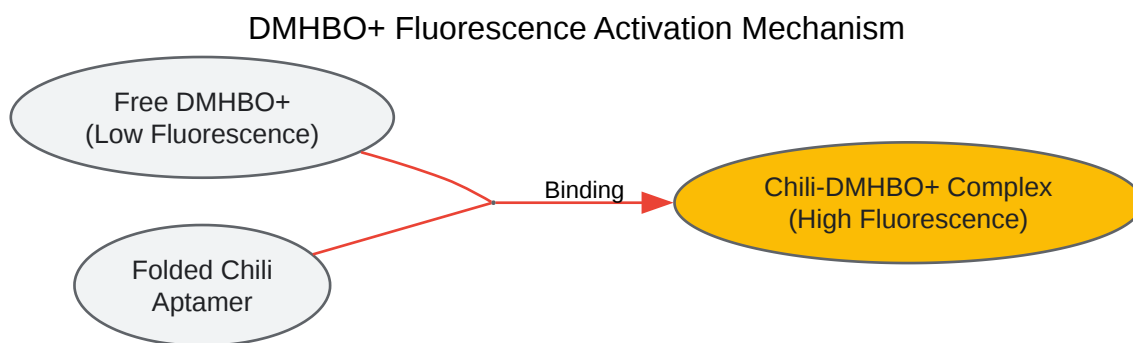 DMHBO+ Fluorescence Activation Mechanism
Free DMHBO+
(Low Fluorescence)
Binding
Chili-DMHBO+ Complex
(High Fluorescence)
Folded Chili
Aptamer